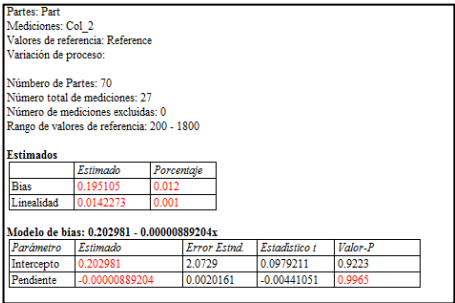 Partes: Part
Mediciones: Col_2
Valores de referencia: Reference
Variación de proceso:
Númbero de Partes: 70
Número total de mediciones: 27
Número de mediciones excluidas: 0
Rango de valores de referencia: 200 - 1800
Estimados
Estimado Porcentaje
Bias 0.195105 0.012
Linealidad 0.0142273 0.001
Modelo de bias: 0.202981 - 0.00000889204x
Parámetro Estimado Error Estnd. Estadístico t Valor-P
Intercepto 0.202981 2.0729 0.0979211 0.9223
Pendiente -0.00000889204 0.0020161 -0.00441051 0.9965